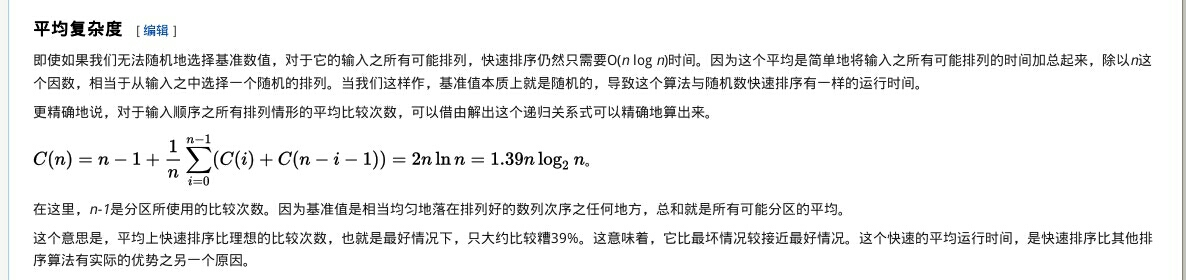 平均复杂度 [编辑]
即使如果我们无法随机地选择基准数值，对于它的输入之所有可能排列，快速排序仍然只需要O(n log n)时间。因为这个平均是简单地将输入之所有可能排列的时间加总起来，除以n这
个因数，相当于从输入之中选择一个随机的排列。当我们这样作，基准值本质上就是随机的，导致这个算法与随机数快速排序有一样的运行时间。
更精确地说，对于输入顺序之所有排列情形的平均比较次数，可以借由解出这个递归关系式可以精确地算出来。
C(n) = n − 1 + \frac{1}{n} \sum_{i=0}^{n−1} (C(i) + C(n − i − 1)) = 2n ln n = 1.39n log₂ n。
在这里，n-1是分区所使用的比较次数。因为基准值是相当均匀地落在排列好的数列次序之任何地方，总和就是所有可能分区的平均。
这个意思是，平均上快速排序比理想的比较次数，也就是最好情况下，只大约比较糟39%。这意味着，它比最坏情况较接近最好情况。这个快速的平均运行时间，是快速排序比其他排
序算法有实际的优势之另一个原因。